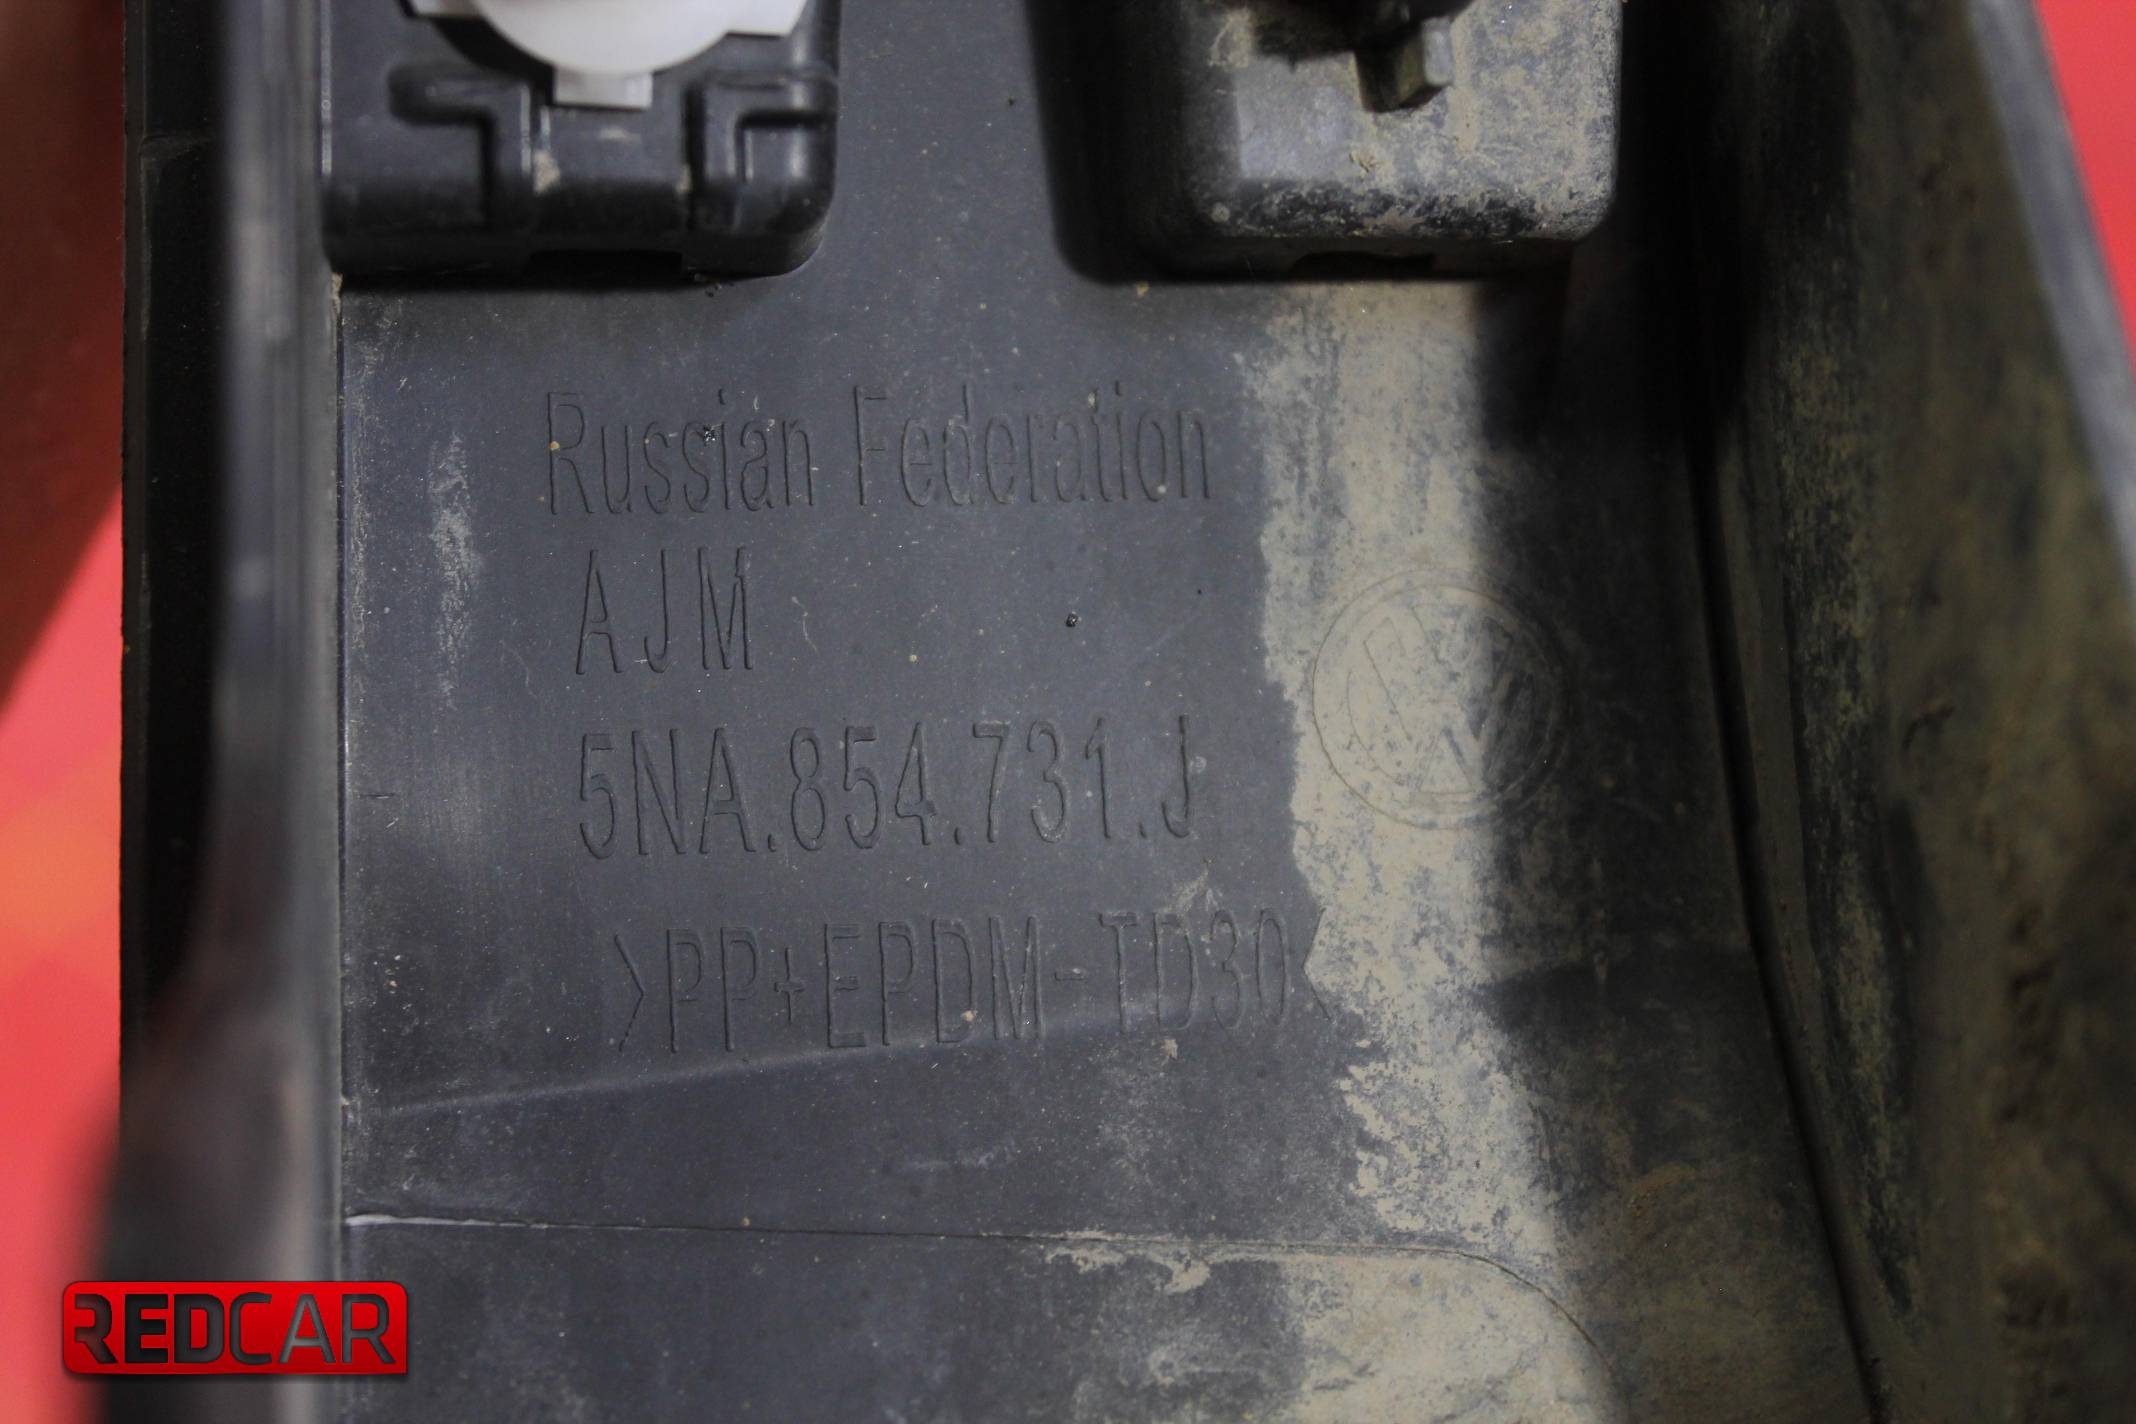 Russian Federation
AJM
5NA.854.731.J
>PP+EPDM-TD30<
REDCAR